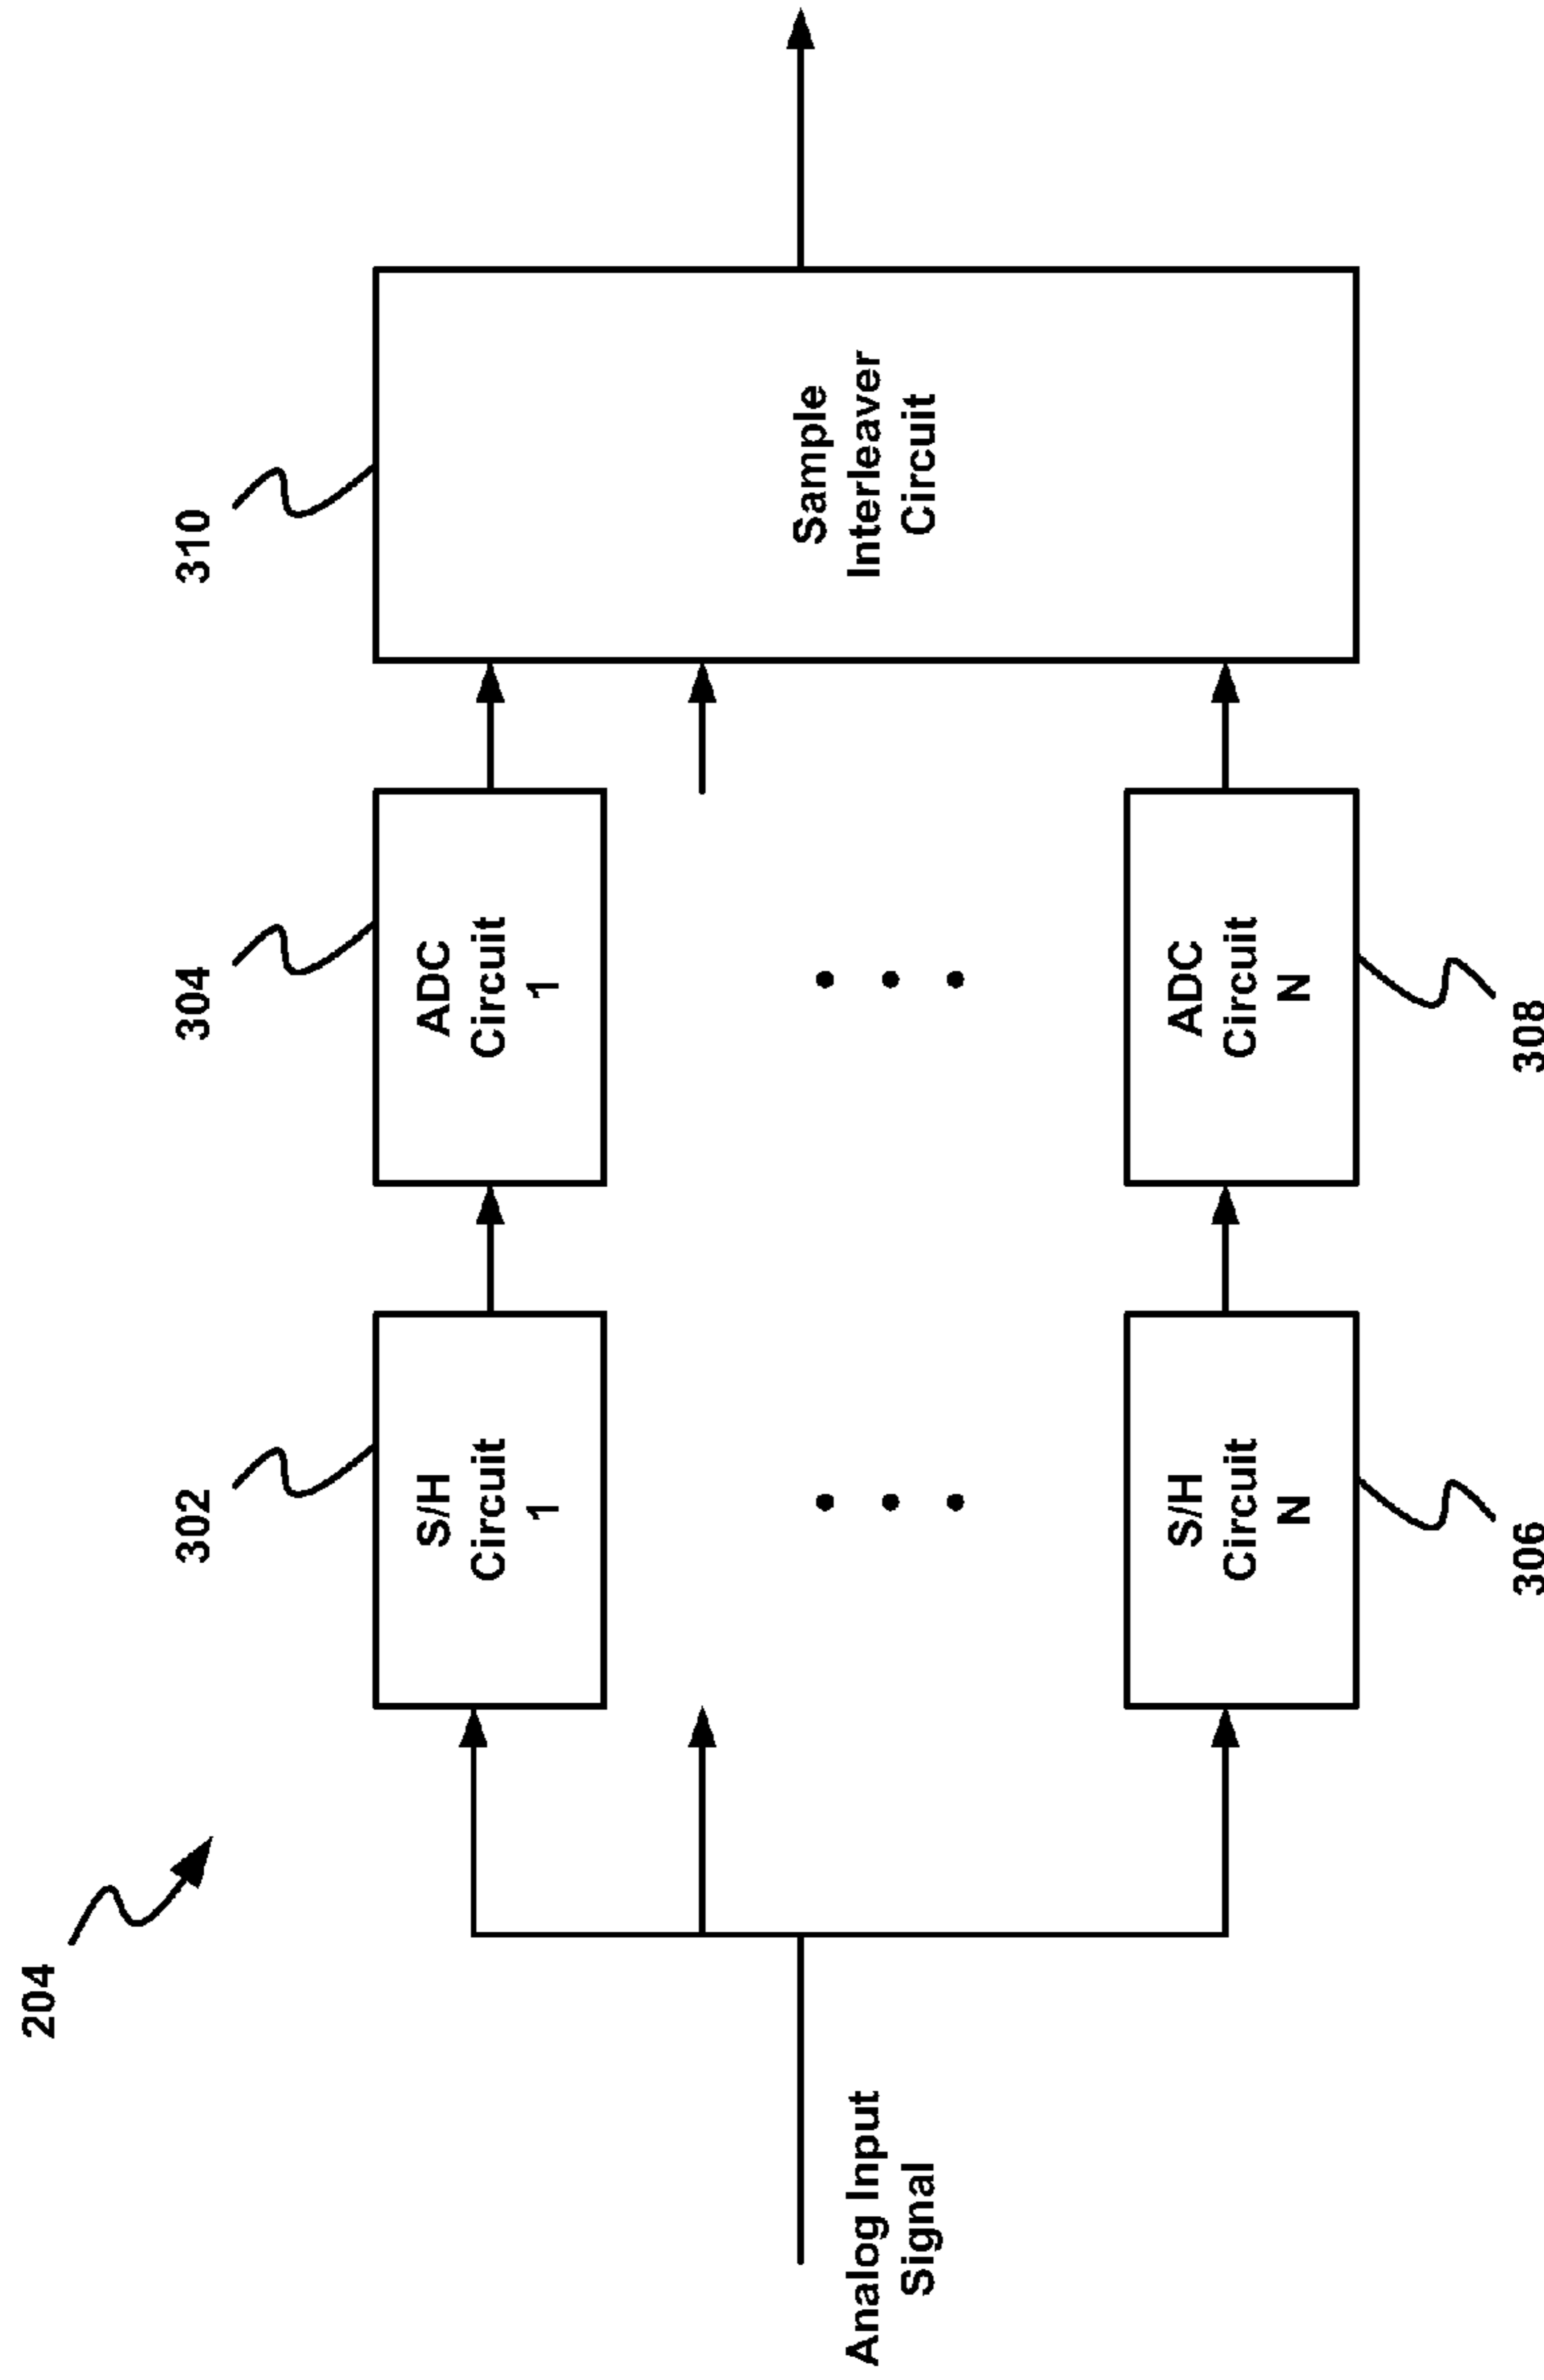 204
302
304
310
S/H
Circuit
1
ADC
Circuit
1
Sample
Interleaver
Circuit
Analog Input
Signal
S/H
Circuit
N
ADC
Circuit
N
306
308